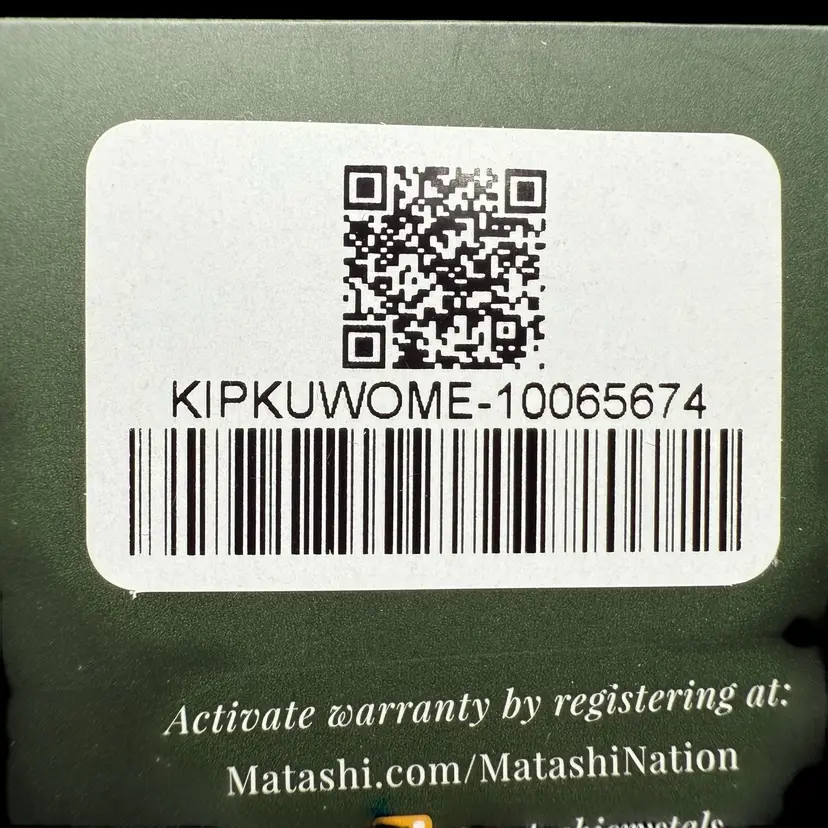 KIPKUWOME-10065674
Activate warranty by registering at:
Matashi.com/MatashiNation